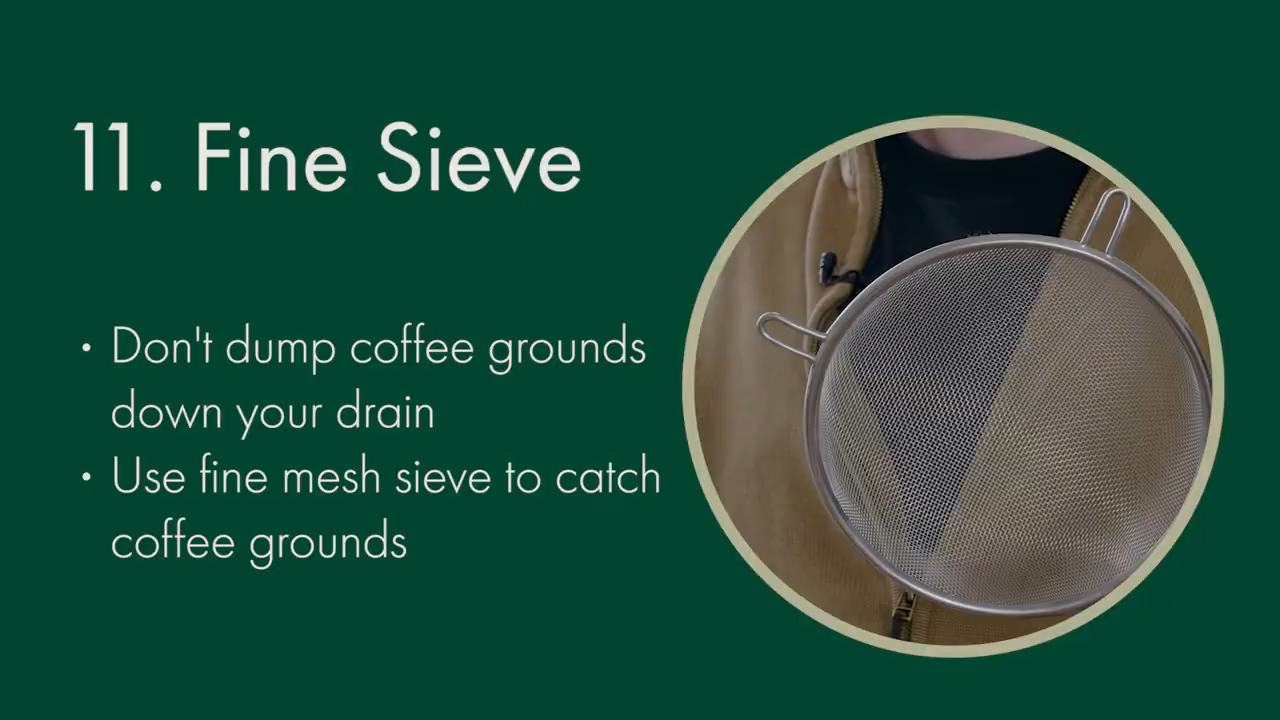 11. Fine Sieve
• Don't dump coffee grounds
down your drain
• Use fine mesh sieve to catch
coffee grounds